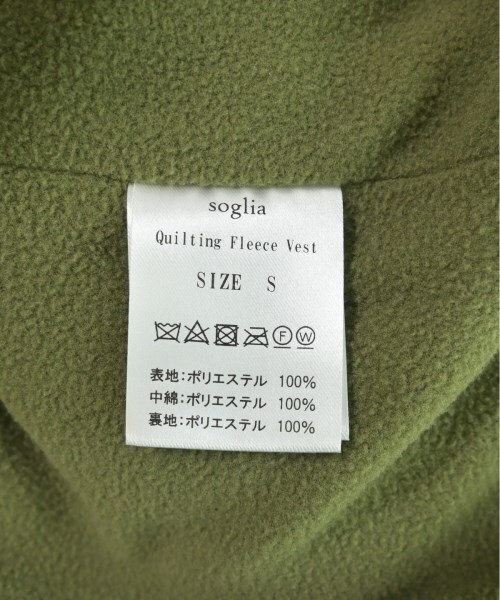 soglia
Quilting Fleece Vest
SIZE S
F W
表地:ポリエステル 100%
中綿:ポリエステル 100%
裏地:ポリエステル 100%